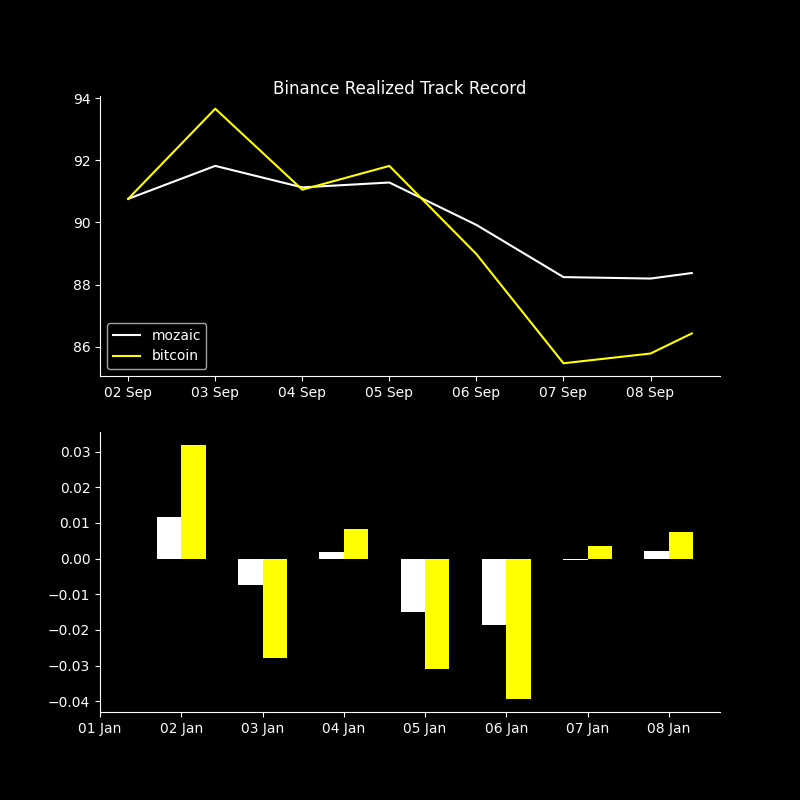 Binance Realized Track Record
94
92
90
88
86
mozaic
bitcoin
02 Sep 03 Sep 04 Sep 05 Sep 06 Sep 07 Sep 08 Sep
0.03
0.02
0.01
0.00
−0.01
−0.02
−0.03
−0.04
01 Jan 02 Jan 03 Jan 04 Jan 05 Jan 06 Jan 07 Jan 08 Jan